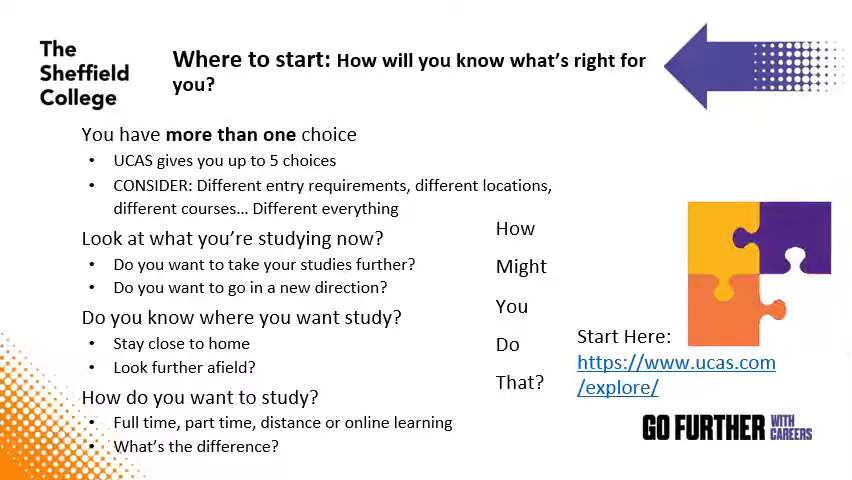 The
Sheffield
College
Where to start: How will you know what's right for
you?
You have more than one choice
• UCAS gives you up to 5 choices
• CONSIDER: Different entry requirements, different locations,
different courses… Different everything
Look at what you're studying now?
• Do you want to take your studies further?
• Do you want to go in a new direction?
Do you know where you want study?
• Stay close to home
• Look further afield?
How do you want to study?
• Full time, part time, distance or online learning
• What's the difference?
How
Might
You
Do
That?
Start Here:
https://www.ucas.com
/explore/
GO FURTHER WITH
CAREERS